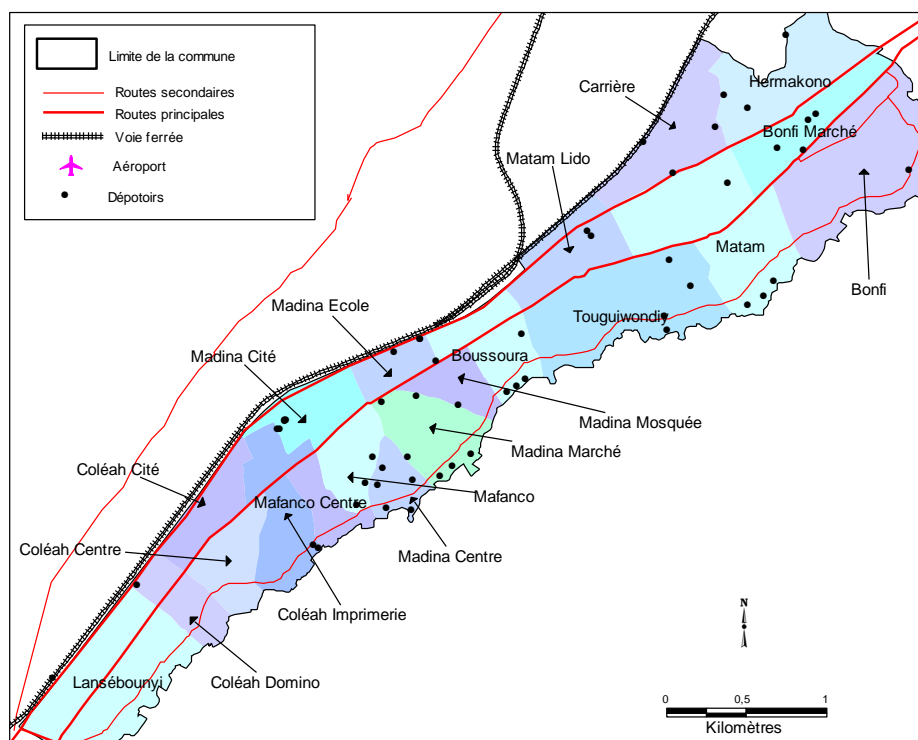 Limite de la commune
Routes secondaires
Routes principales
Voie ferrée
Aéroport
Dépotoirs
Hermakono
Carrière
Bonfi Marché
Matam Lido
Matam
Bonfi
Madina Ecole
Touguiwondiy
Madina Cité
Boussoura
Madina Mosquée
Madina Marché
Coléah Cité
Mafanco
Mafanco Centre
Coléah Centre
Madina Centre
Coléah Imprimerie
N
Coléah Domino
Lansébounyi
0 0,5 1
Kilomètres